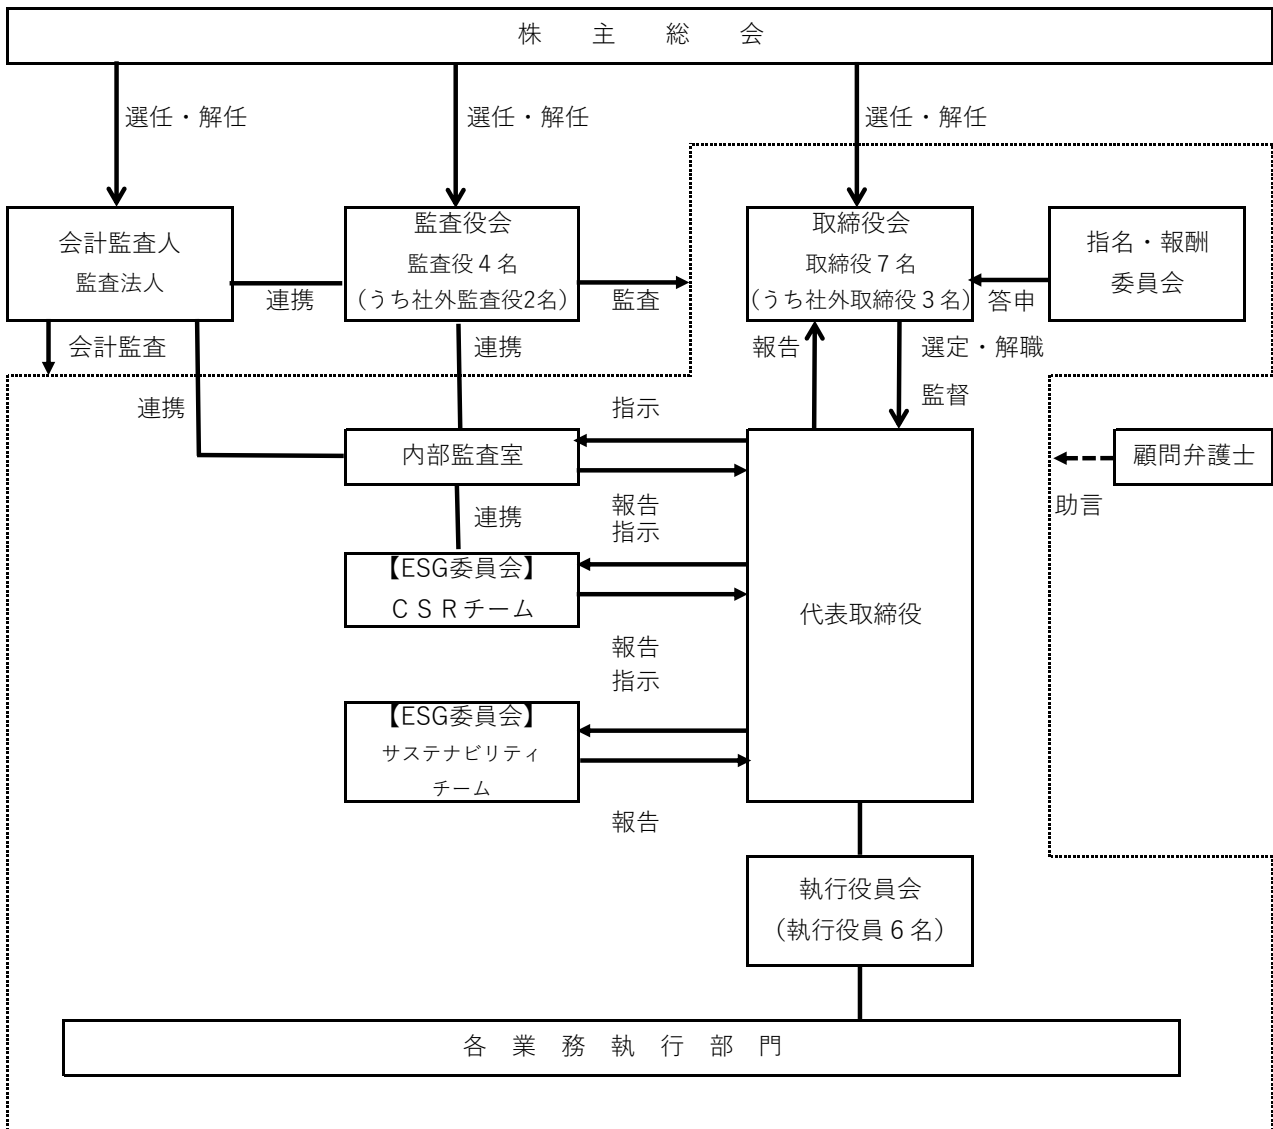 株　主　総　会
選任・解任
選任・解任
選任・解任
会計監査人
監査法人
連携
監査役会
監査役４名
（うち社外監査役2名）
監査
取締役会
取締役７名
（うち社外取締役３名）
答申
指名・報酬
委員会
会計監査
連携
報告
選定・解職
監督
連携
指示
内部監査室
顧問弁護士
助言
報告
連携
指示
【ESG委員会】
ＣＳＲチーム
代表取締役
報告
指示
【ESG委員会】
サステナビリティ
チーム
報告
執行役員会
（執行役員６名）
各　業　務　執　行　部　門